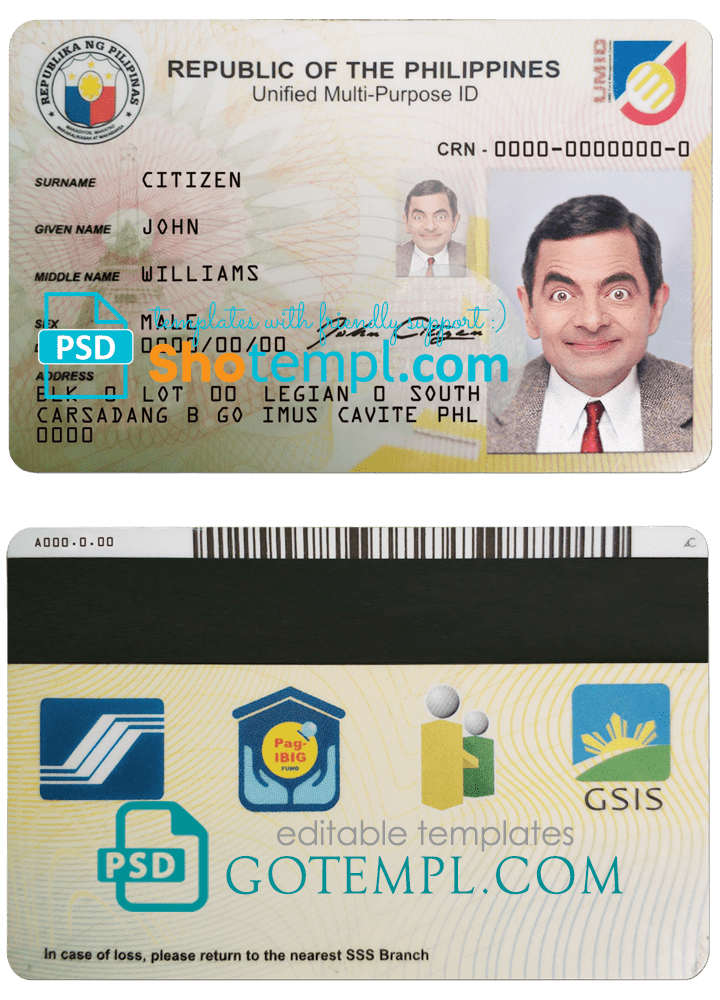 REPUBLIKA NG PILIPINAS
REPUBLIC OF THE PHILIPPINES
Unified Multi-Purpose ID
UMID
CRN - 0000-0000000-0
SURNAME CITIZEN
GIVEN NAME JOHN
MIDDLE NAME WILLIAMS
SEX MALE
templates with friendly support :)
John Citizen
0000/00/00
PSD
Shotempl.com
ADDRESS
BLK 0 LOT 00 LEGIAN 0 SOUTH
CARSADANG B GO IMUS CAVITE PHL
0000
A000.0.00
Pag-
IBIG
FUND
GSIS
editable templates
PSD
GOTEMPL.COM
In case of loss, please return to the nearest SSS Branch